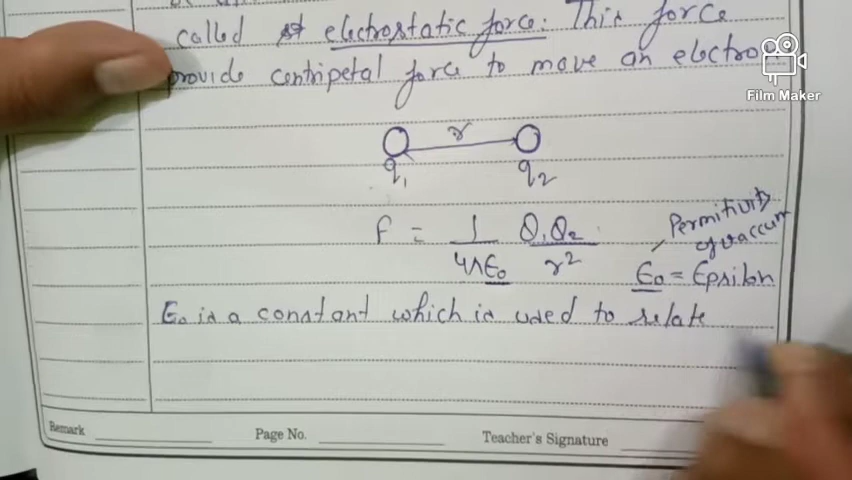 called electrostatic force. This force
provide centripetal force to move an electron
Film Maker
r
q1 q2
F = 1/4πϵ0 Q1Q2/r²
Permitivity
of vaccum
ϵ0 = Epsilon
ϵ0 is a constant which is used to relate
Remark Page No. Teacher's Signature